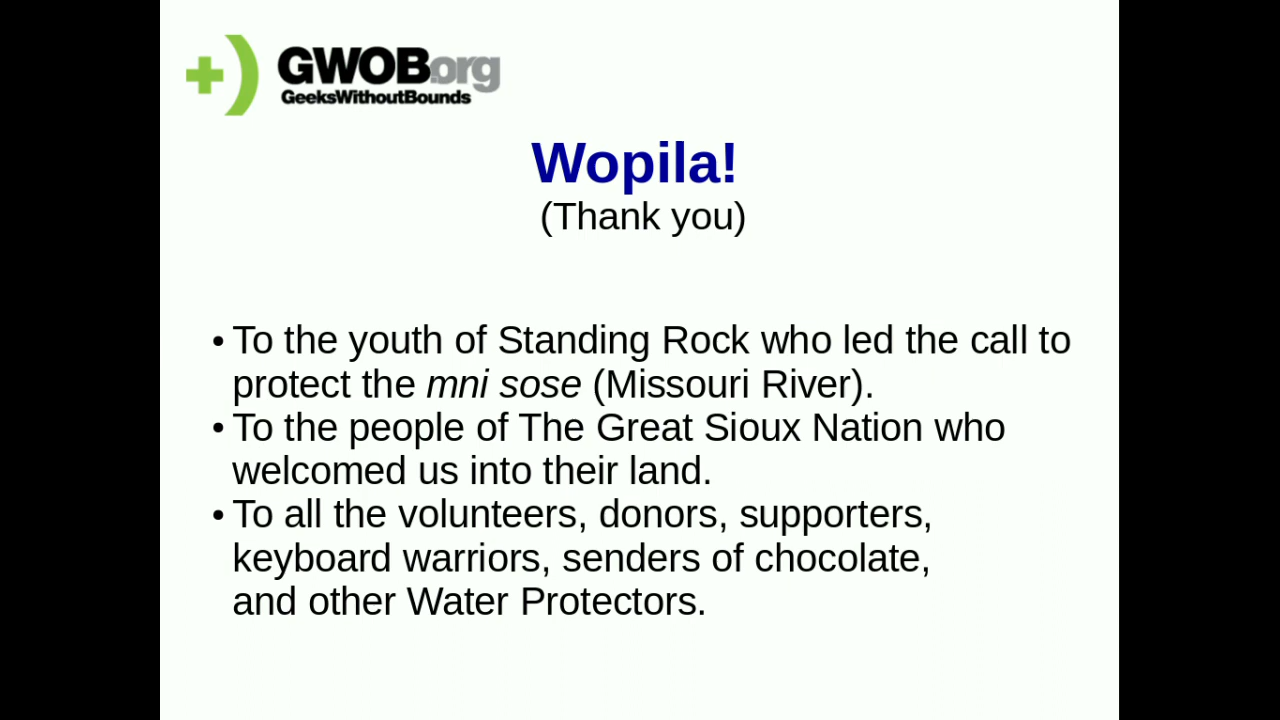 GWOB.org
GeeksWithoutBounds
Wopila!
(Thank you)
• To the youth of Standing Rock who led the call to
protect the mni sose (Missouri River).
• To the people of The Great Sioux Nation who
welcomed us into their land.
• To all the volunteers, donors, supporters,
keyboard warriors, senders of chocolate,
and other Water Protectors.